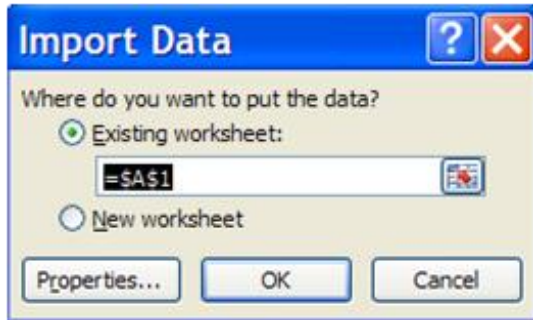 Import Data
?
Where do you want to put the data?
Existing worksheet:
=$A$1
New worksheet
Properties... OK Cancel